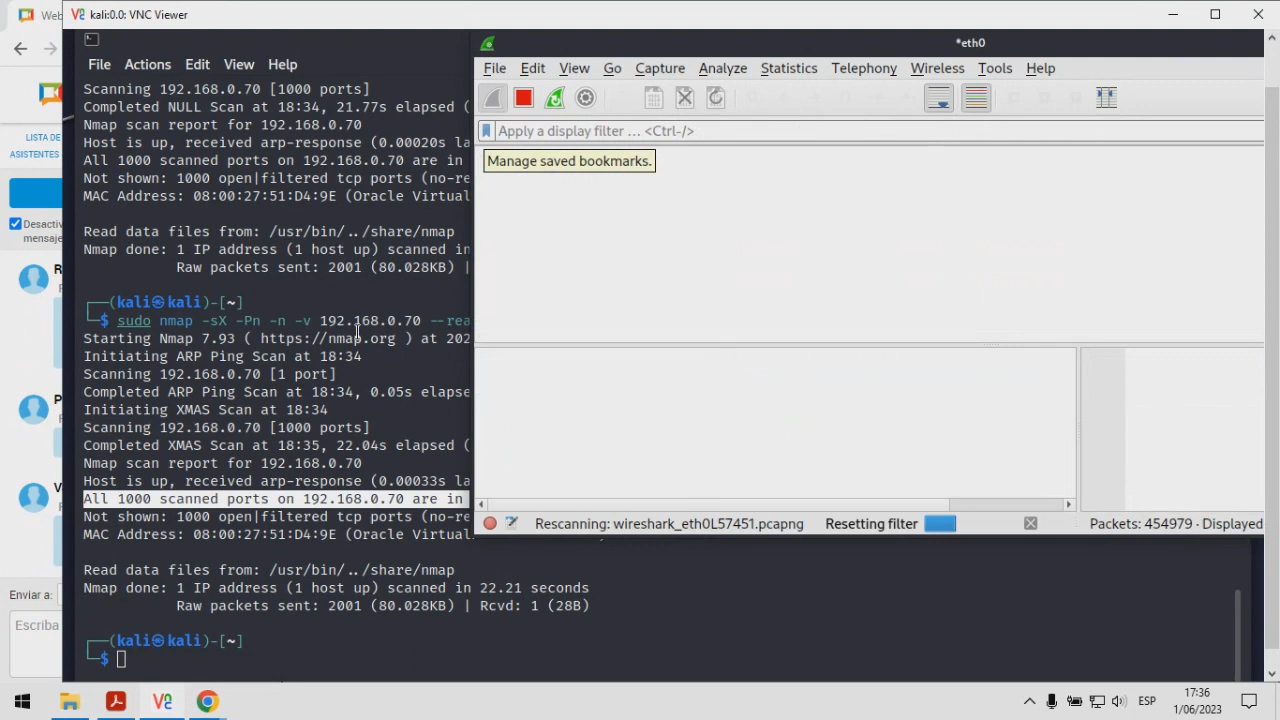 Web
kali:0.0: VNC Viewer
File Actions Edit View Help
Scanning 192.168.0.70 [1000 ports]
Completed NULL Scan at 18:34, 21.77s elapsed (
Nmap scan report for 192.168.0.70
Host is up, received arp-response (0.00020s la
All 1000 scanned ports on 192.168.0.70 are in
Not shown: 1000 open|filtered tcp ports (no-re
MAC Address: 08:00:27:51:D4:9E (Oracle Virtual
Read data files from: /usr/bin/../share/nmap
Nmap done: 1 IP address (1 host up) scanned in
Raw packets sent: 2001 (80.028KB) |
┌──(kali㉿kali)-[~]
└─$ sudo nmap -sX -Pn -n -v 192.168.0.70 --rea
Starting Nmap 7.93 ( https://nmap.org ) at 202
Initiating ARP Ping Scan at 18:34
Scanning 192.168.0.70 [1 port]
Completed ARP Ping Scan at 18:34, 0.05s elapse
Initiating XMAS Scan at 18:34
Scanning 192.168.0.70 [1000 ports]
Completed XMAS Scan at 18:35, 22.04s elapsed (
Nmap scan report for 192.168.0.70
Host is up, received arp-response (0.00033s la
All 1000 scanned ports on 192.168.0.70 are in
Not shown: 1000 open|filtered tcp ports (no-re
MAC Address: 08:00:27:51:D4:9E (Oracle Virtual
Read data files from: /usr/bin/../share/nmap
Nmap done: 1 IP address (1 host up) scanned in 22.21 seconds
Raw packets sent: 2001 (80.028KB) | Rcvd: 1 (28B)
┌──(kali㉿kali)-[~]
└─$
*eth0
File Edit View Go Capture Analyze Statistics Telephony Wireless Tools Help
Apply a display filter ... <Ctrl-/>
Manage saved bookmarks.
Rescanning: wireshark_eth0L57451.pcapng Resetting filter Packets: 454979 · Displayed
LISTA DE
ASISTENTES
Desactiv
mensaje
R
P
V
Enviar a:
Escriba
ESP
17:36
1/06/2023